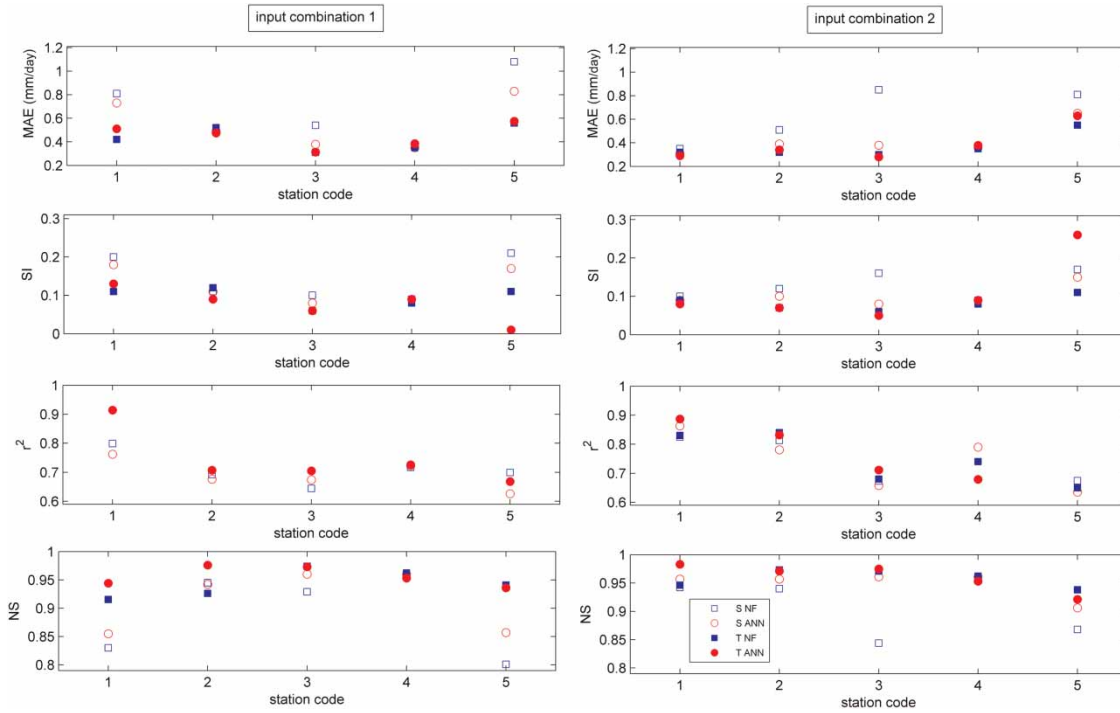 input combination 1
MAE (mm/day)
1.2
1
0.8
0.6
0.4
0.2
1 2 3 4 5
station code
SI
0.3
0.2
0.1
0
1 2 3 4 5
station code
r2
1
0.9
0.8
0.7
0.6
1 2 3 4 5
station code
NS
1
0.95
0.9
0.85
0.8
1 2 3 4 5
station code
input combination 2
MAE (mm/day)
1.2
1
0.8
0.6
0.4
0.2
1 2 3 4 5
station code
SI
0.3
0.2
0.1
0
1 2 3 4 5
station code
r2
1
0.9
0.8
0.7
0.6
1 2 3 4 5
station code
NS
1
0.95
0.9
0.85
0.8
S NF
S ANN
T NF
T ANN
1 2 3 4 5
station code